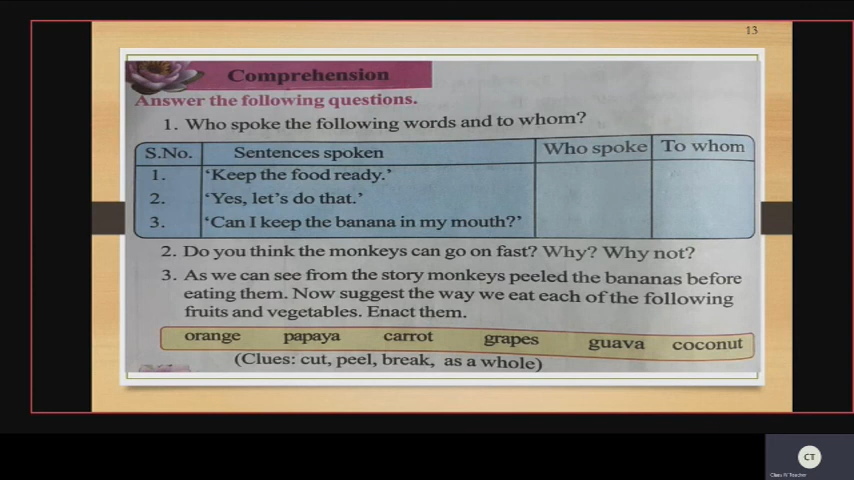 13
Comprehension
Answer the following questions.
1. Who spoke the following words and to whom?
S.No. Sentences spoken Who spoke To whom
1. ‘Keep the food ready.’
2. ‘Yes, let’s do that.’
3. ‘Can I keep the banana in my mouth?’
2. Do you think the monkeys can go on fast? Why? Why not?
3. As we can see from the story monkeys peeled the bananas before
eating them. Now suggest the way we eat each of the following
fruits and vegetables. Enact them.
orange papaya carrot grapes guava coconut
(Clues: cut, peel, break, as a whole)
CT
Class IV Teacher